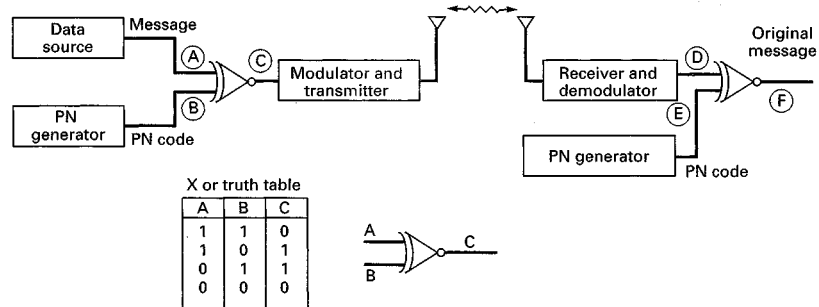 Data
source
Message
A
B
C
PN
generator
PN code
Modulator and
transmitter
Receiver and
demodulator
D
E
Original
message
F
PN generator
PN code
X or truth table
A B C
1 1 0
1 0 1
0 1 1
0 0 0
A
B
C